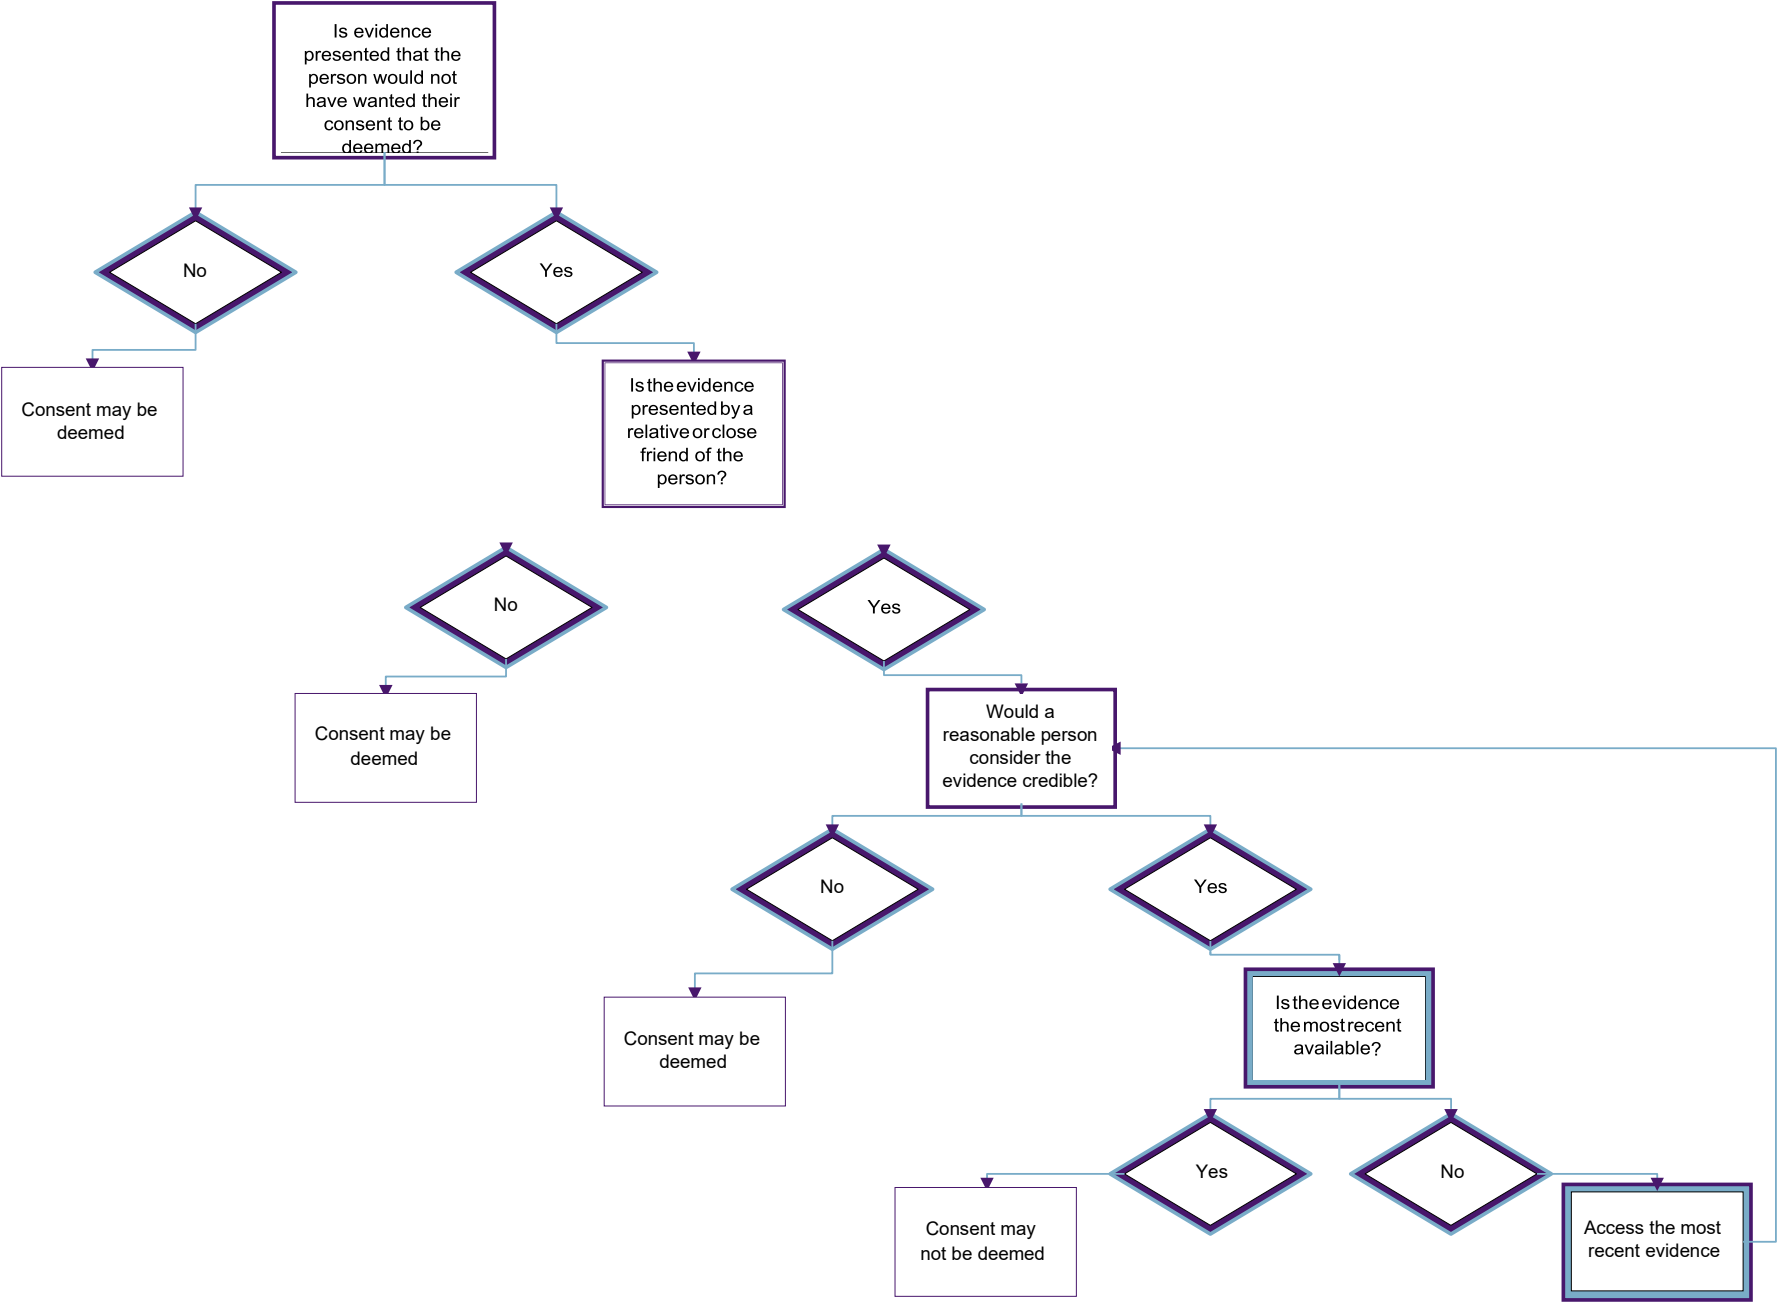 Is evidence
presented that the
person would not
have wanted their
consent to be
deemed?
No
Yes
Consent may be
deemed
Is the evidence
presented by a
relative or close
friend of the
person?
No
Yes
Consent may be
deemed
Would a
reasonable person
consider the
evidence credible?
No
Yes
Consent may be
deemed
Is the evidence
the most recent
available?
Yes
No
Consent may
not be deemed
Access the most
recent evidence